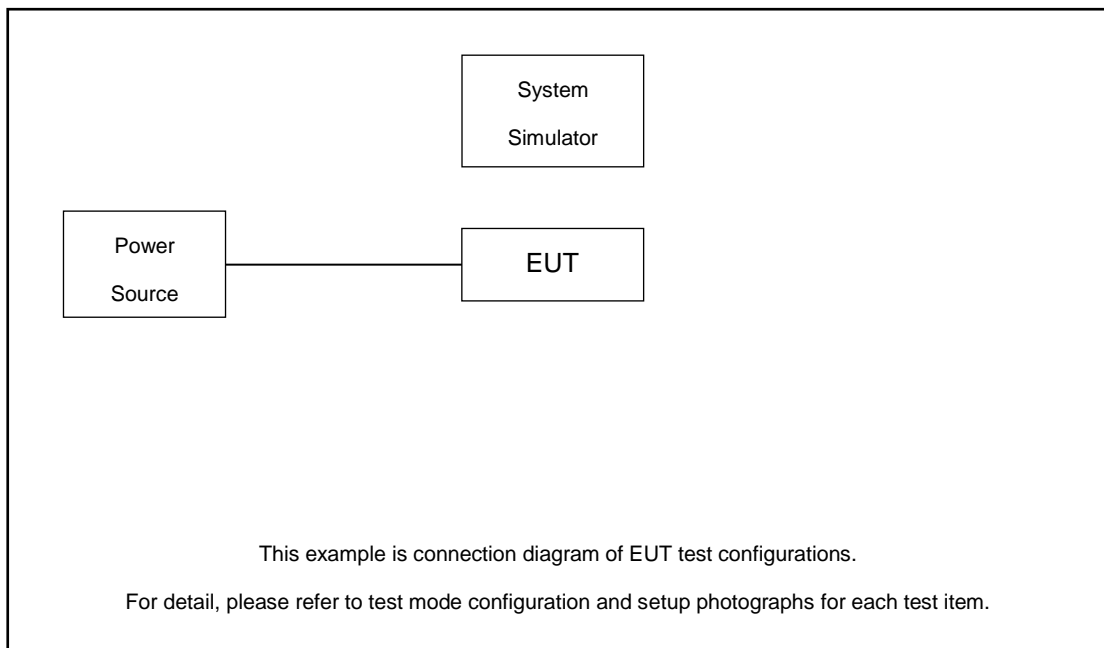 System
Simulator
Power
Source
EUT
This example is connection diagram of EUT test configurations.
For detail, please refer to test mode configuration and setup photographs for each test item.